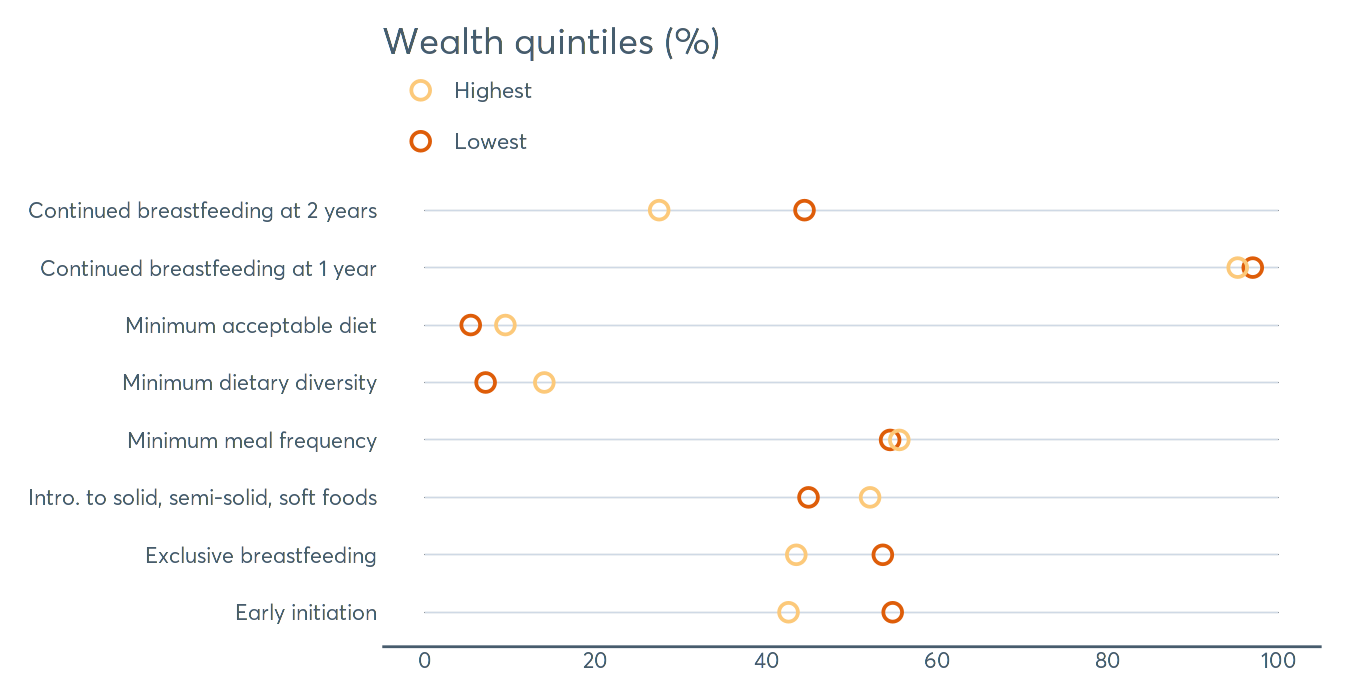 Wealth quintiles (%)
Highest
Lowest
Continued breastfeeding at 2 years
Continued breastfeeding at 1 year
Minimum acceptable diet
Minimum dietary diversity
Minimum meal frequency
Intro. to solid, semi-solid, soft foods
Exclusive breastfeeding
Early initiation
0 20 40 60 80 100